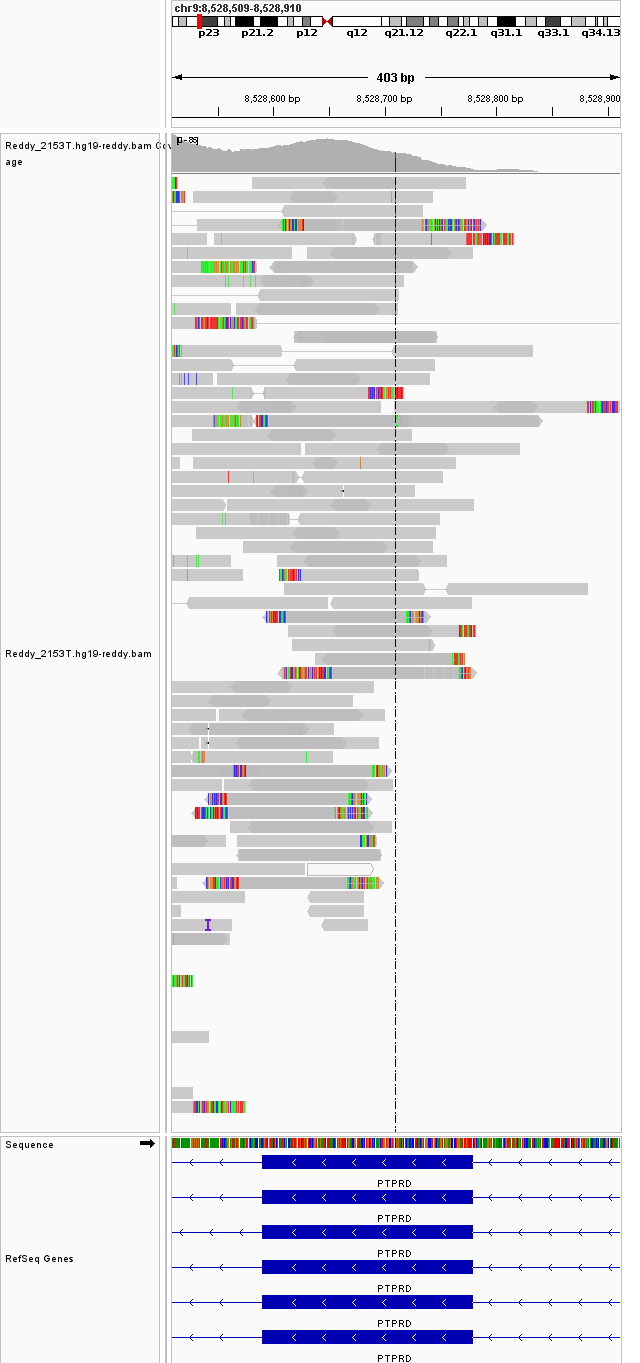 chr9:8,528,509-8,528,910
p23 p21.2 p12 q12 q21.12 q22.1 q31.1 q33.1 q34.13
403 bp
8,528,600 bp 8,528,700 bp 8,528,800 bp 8,528,900
Reddy_2153T.hg19-reddy.bam Cov
age
Reddy_2153T.hg19-reddy.bam
Sequence
PTPRD
PTPRD
PTPRD
RefSeq Genes
PTPRD
PTPRD
PTPRD